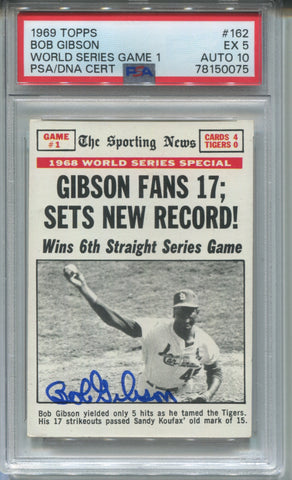 1969 TOPPS #162
BOB GIBSON EX 5
WORLD SERIES GAME 1 AUTO 10
PSA/DNA CERT PSA 78150075
GAME #1
The Sporting News
CARDS 4
TIGERS 0
1968 WORLD SERIES SPECIAL
GIBSON FANS 17;
SETS NEW RECORD!
Wins 6th Straight Series Game
Cardinals
45
Bob Gibson
Bob Gibson yielded only 5 hits as he tamed the Tigers.
His 17 strikeouts passed Sandy Koufax' old mark of 15.